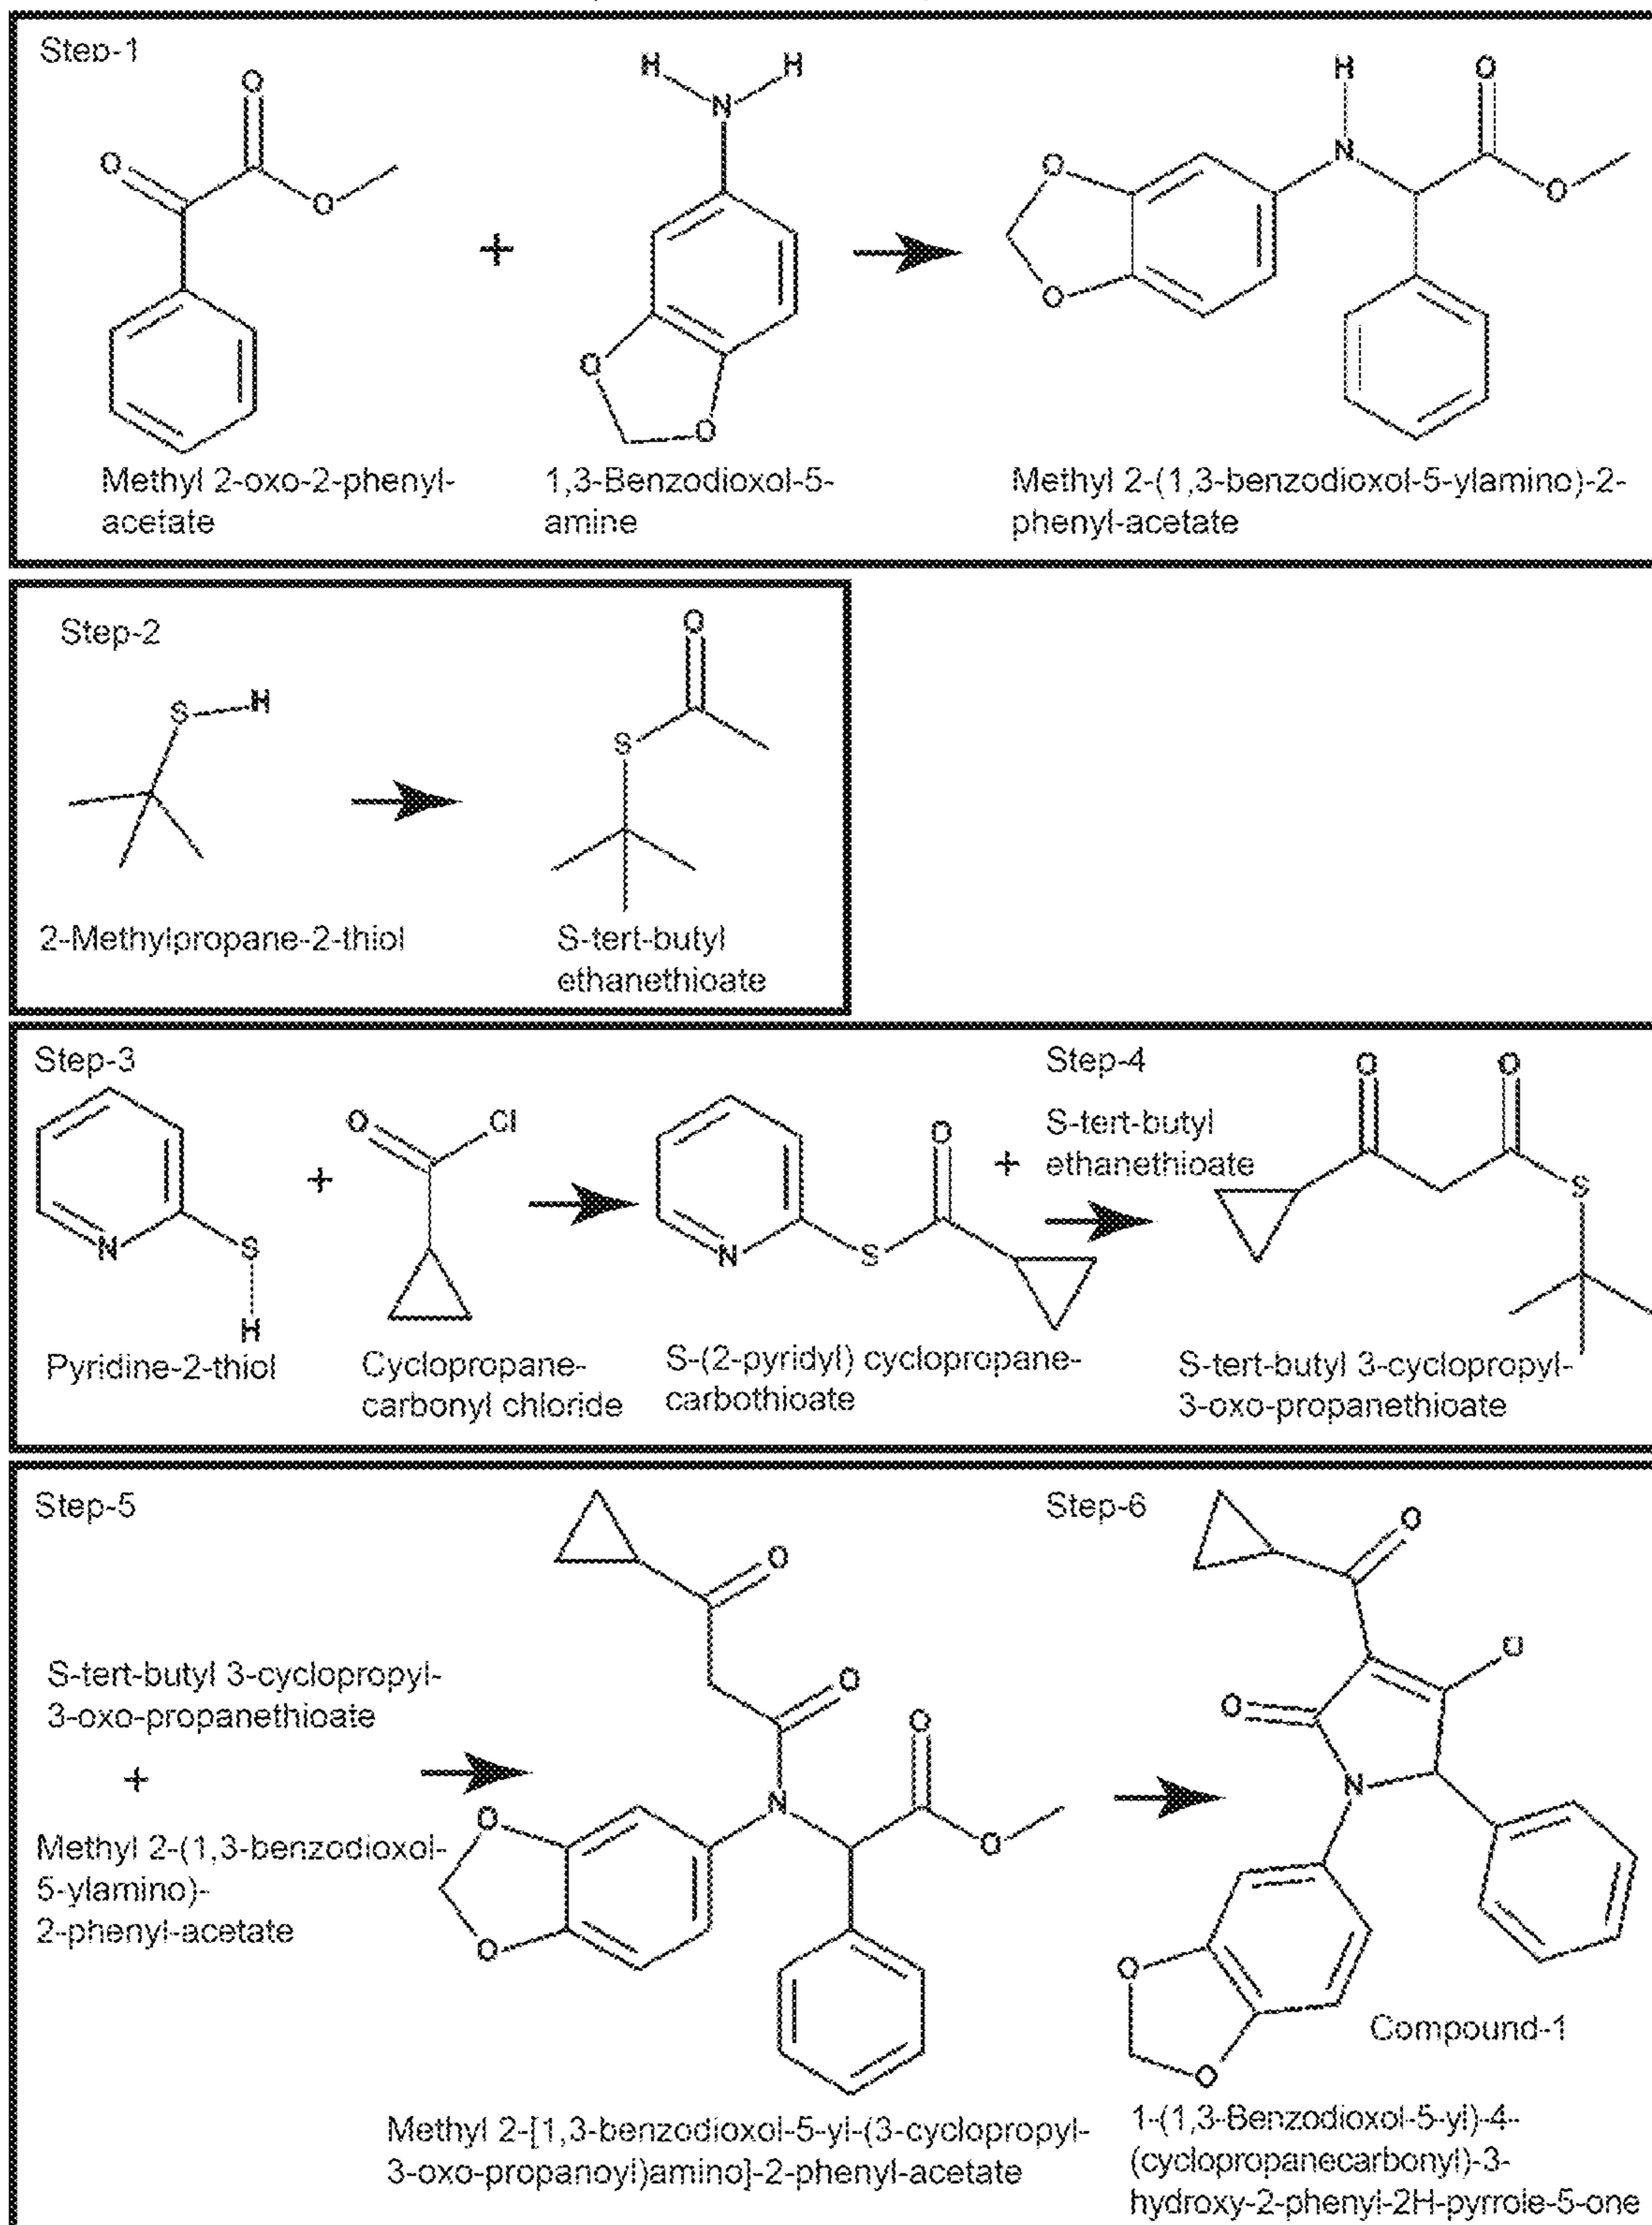 Step-1
H
H
N
O
O
O
O
O
H
N
O
O
O
O
+
Methyl 2-oxo-2-phenyl-
acetate
1,3-Benzodioxol-5-
amine
Methyl 2-(1,3-benzodioxol-5-ylamino)-2-
phenyl-acetate
Step-2
S
H
O
S
2-Methylpropane-2-thiol
S-tert-butyl
ethanethioate
Step-3
N
S
H
+
O
Cl
N
S
O
Step-4
+
S-tert-butyl
ethanethioate
O
O
S
Pyridine-2-thiol
Cyclopropane-
carbonyl chloride
S-(2-pyridyl) cyclopropane-
carbothioate
S-tert-butyl 3-cyclopropyl-
3-oxo-propanethioate
Step-5
S-tert-butyl 3-cyclopropyl-
3-oxo-propanethioate
+
Methyl 2-(1,3-benzodioxol-
5-ylamino)-
2-phenyl-acetate
O
O
O
N
O
O
O
Methyl 2-[1,3-benzodioxol-5-yl-(3-cyclopropyl-
3-oxo-propanoyl)amino]-2-phenyl-acetate
Step-6
O
O
N
O
O
Compound-1
1-(1,3-Benzodioxol-5-yl)-4-
(cyclopropanecarbonyl)-3-
hydroxy-2-phenyl-2H-pyrrole-5-one